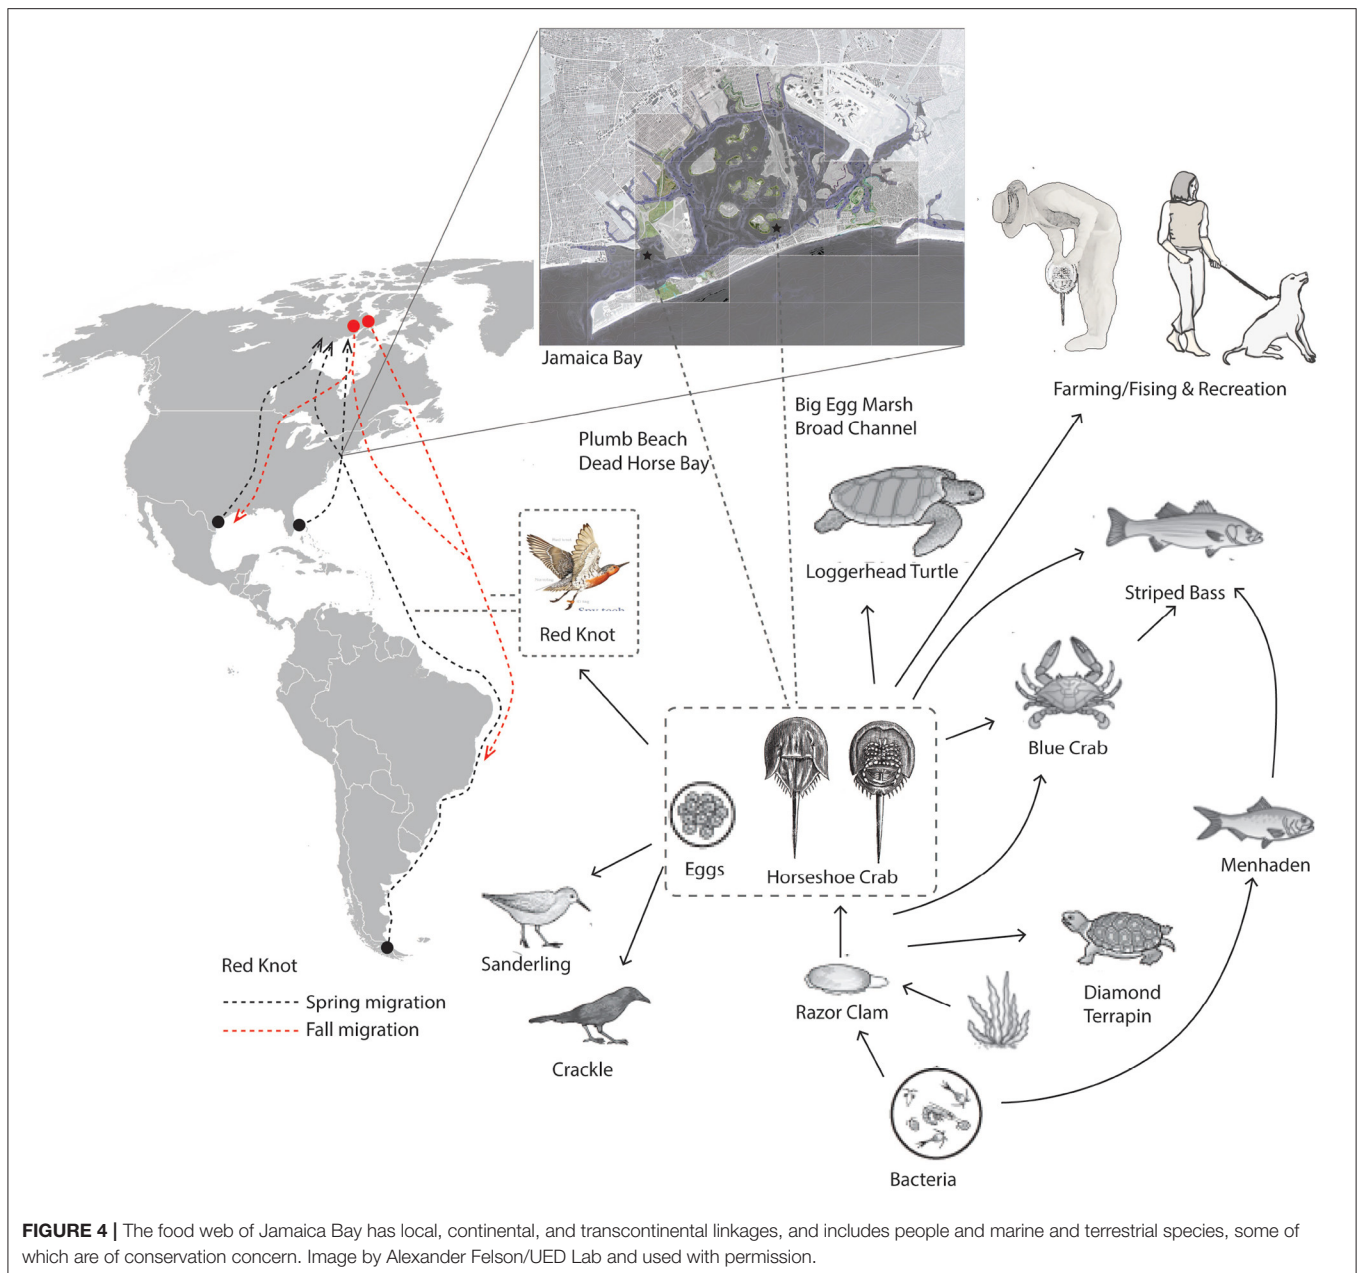 Jamaica Bay
Farming/Fising & Recreation
Big Egg Marsh
Broad Channel
Plumb Beach
Dead Horse Bay
Loggerhead Turtle
Striped Bass
Red Knot
Blue Crab
Menhaden
Eggs
Horseshoe Crab
Sanderling
Red Knot
Spring migration
Fall migration
Razor Clam
Diamond
Terrapin
Crackle
Bacteria
FIGURE 4 | The food web of Jamaica Bay has local, continental, and transcontinental linkages, and includes people and marine and terrestrial species, some of
which are of conservation concern. Image by Alexander Felson/UED Lab and used with permission.